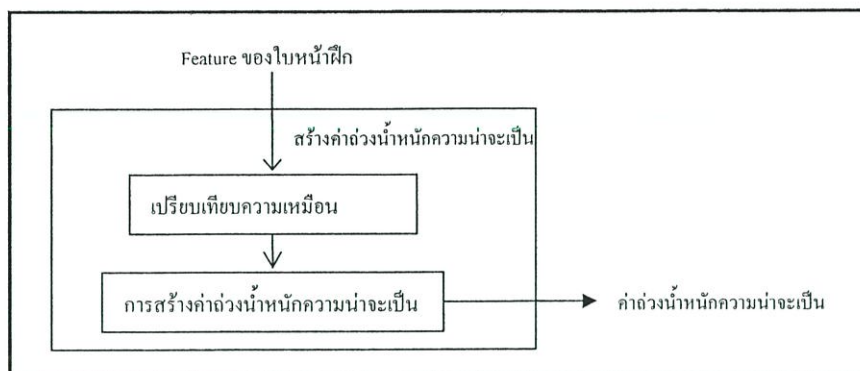 Feature ของใบหน้าฝึก
สร้างค่าถ่วงน้ำหนักความน่าจะเป็น
เปรียบเทียบความเหมือน
การสร้างค่าถ่วงน้ำหนักความน่าจะเป็น
ค่าถ่วงน้ำหนักความน่าจะเป็น